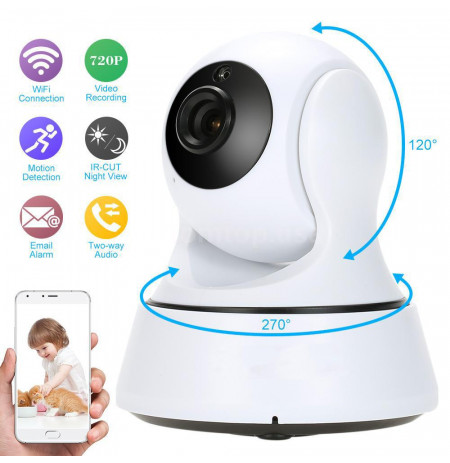 WiFi
Connection
720P
Video
Recording
Motion
Detection
IR-CUT
Night View
Email
Alarm
Two-way
Audio
120°
270°